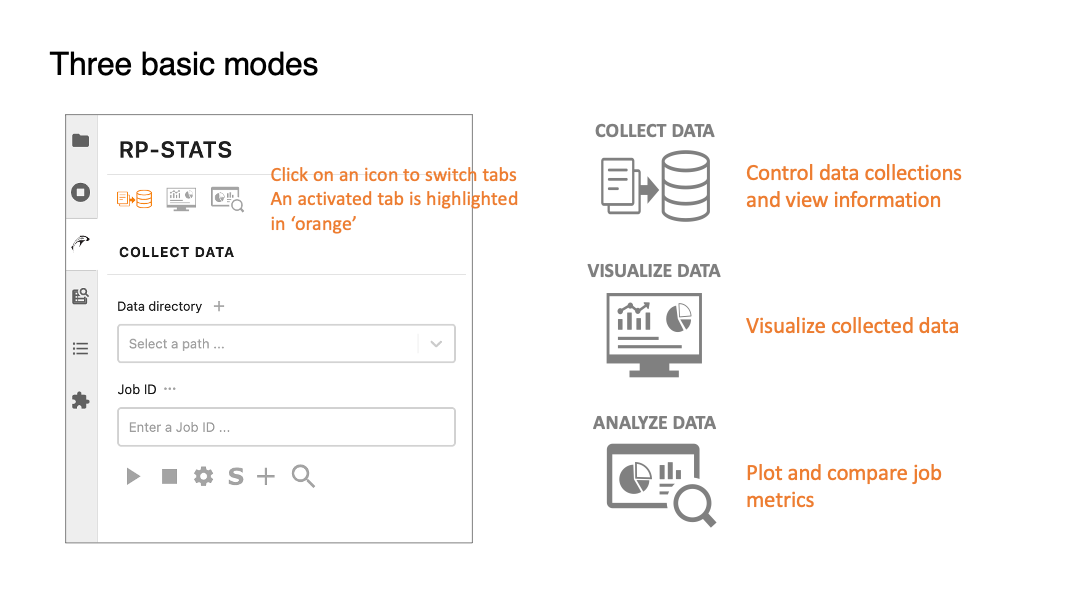 Three basic modes
RP-STATS
Click on an icon to switch tabs
An activated tab is highlighted
in ‘orange’
COLLECT DATA
Data directory +
Select a path ...
Job ID ···
Enter a Job ID ...
S
COLLECT DATA
Control data collections
and view information
VISUALIZE DATA
Visualize collected data
ANALYZE DATA
Plot and compare job
metrics